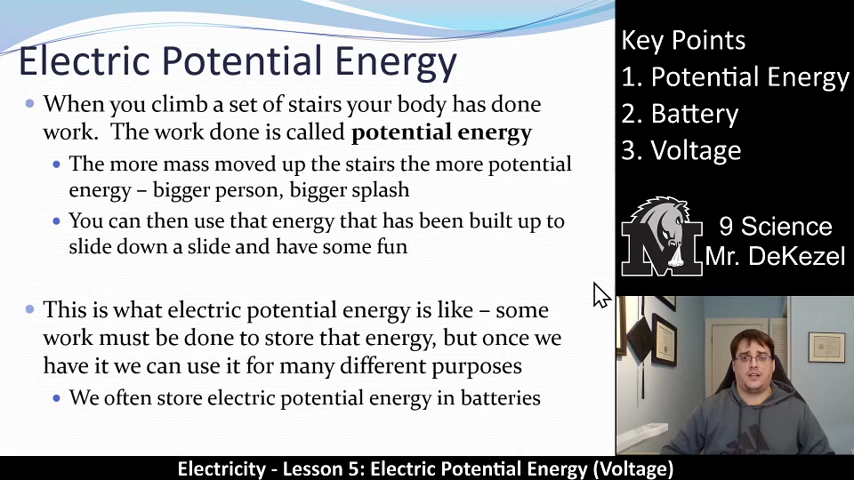 Electric Potential Energy
When you climb a set of stairs your body has done
work. The work done is called potential energy
The more mass moved up the stairs the more potential
energy – bigger person, bigger splash
You can then use that energy that has been built up to
slide down a slide and have some fun
This is what electric potential energy is like – some
work must be done to store that energy, but once we
have it we can use it for many different purposes
We often store electric potential energy in batteries
Key Points
1. Potential Energy
2. Battery
3. Voltage
M
9 Science
Mr. DeKezel
Electricity - Lesson 5: Electric Potential Energy (Voltage)